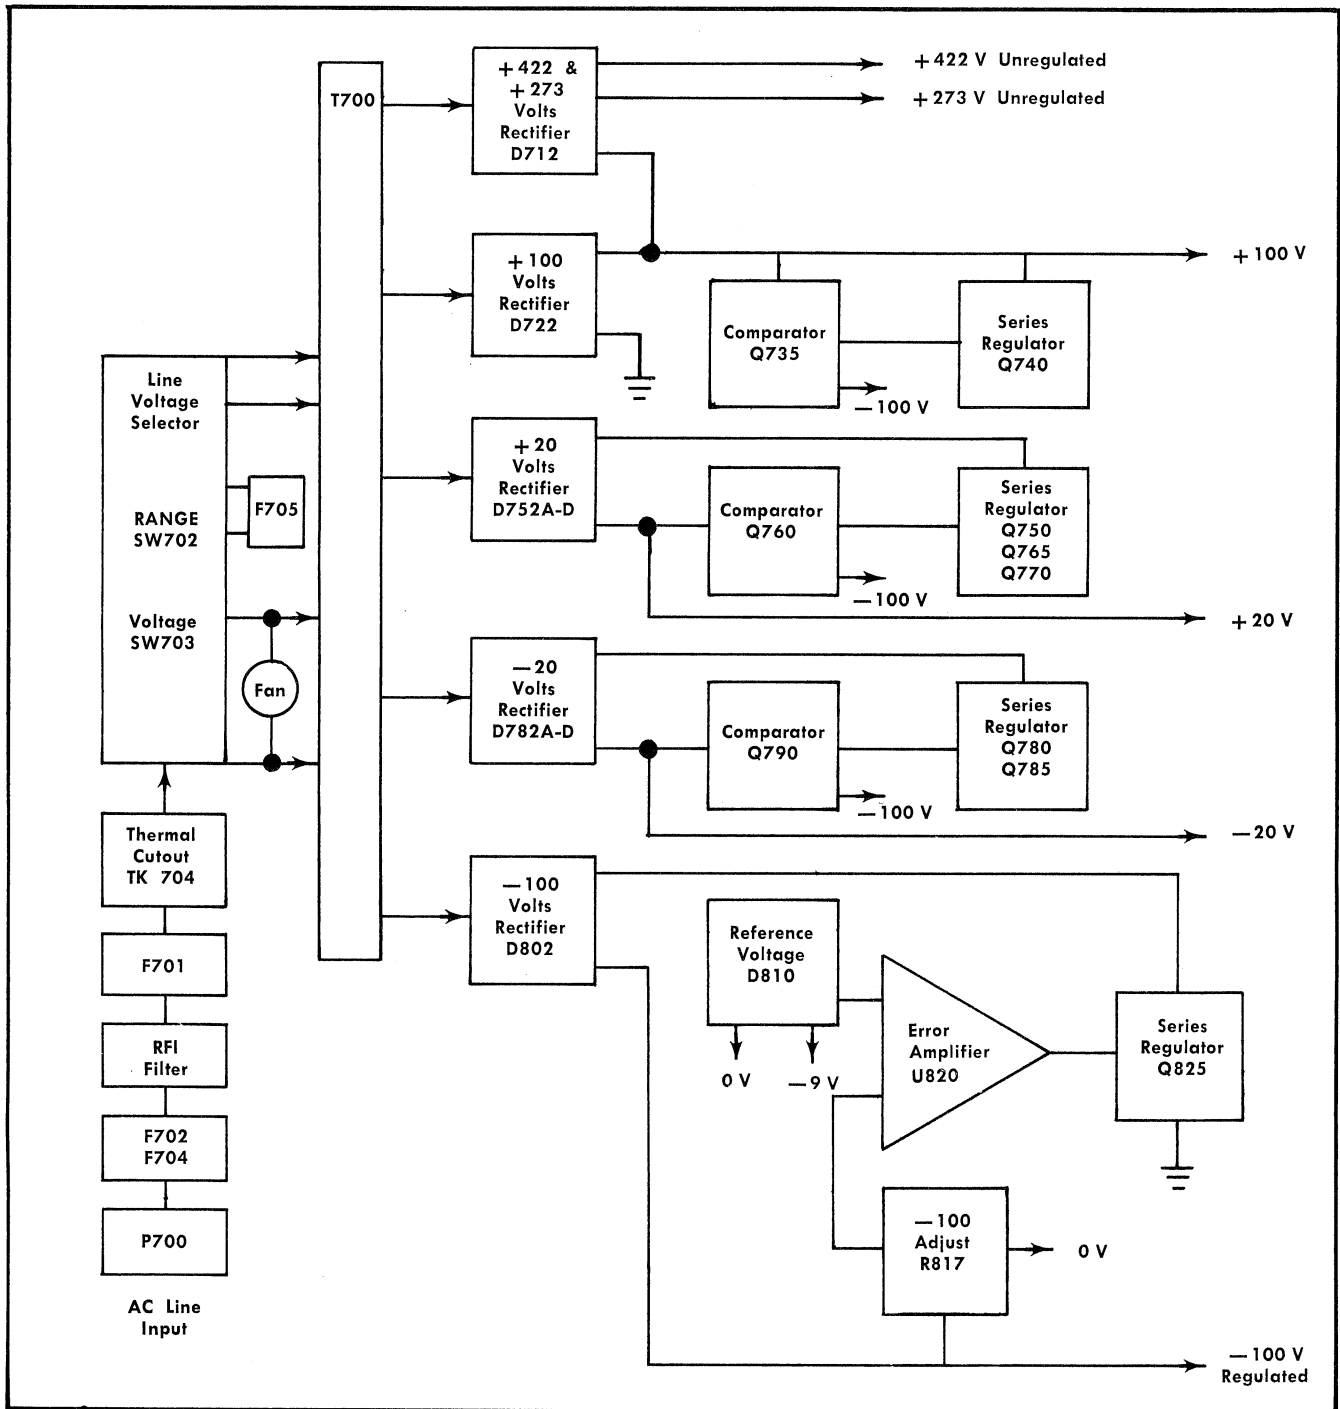 T700
+422 &
+273
Volts
Rectifier
D712
+422 V Unregulated
+273 V Unregulated
+100
Volts
Rectifier
D722
+100 V
Comparator
Q735
−100 V
Series
Regulator
Q740
Line
Voltage
Selector
RANGE
SW702
Voltage
SW703
F705
Fan
+20
Volts
Rectifier
D752A-D
Comparator
Q760
−100 V
Series
Regulator
Q750
Q765
Q770
+20 V
−20
Volts
Rectifier
D782A-D
Comparator
Q790
−100 V
Series
Regulator
Q780
Q785
−20 V
Thermal
Cutout
TK 704
F701
RFI
Filter
F702
F704
P700
AC Line
Input
−100
Volts
Rectifier
D802
Reference
Voltage
D810
0 V
−9 V
Error
Amplifier
U820
Series
Regulator
Q825
−100
Adjust
R817
0 V
−100 V
Regulated